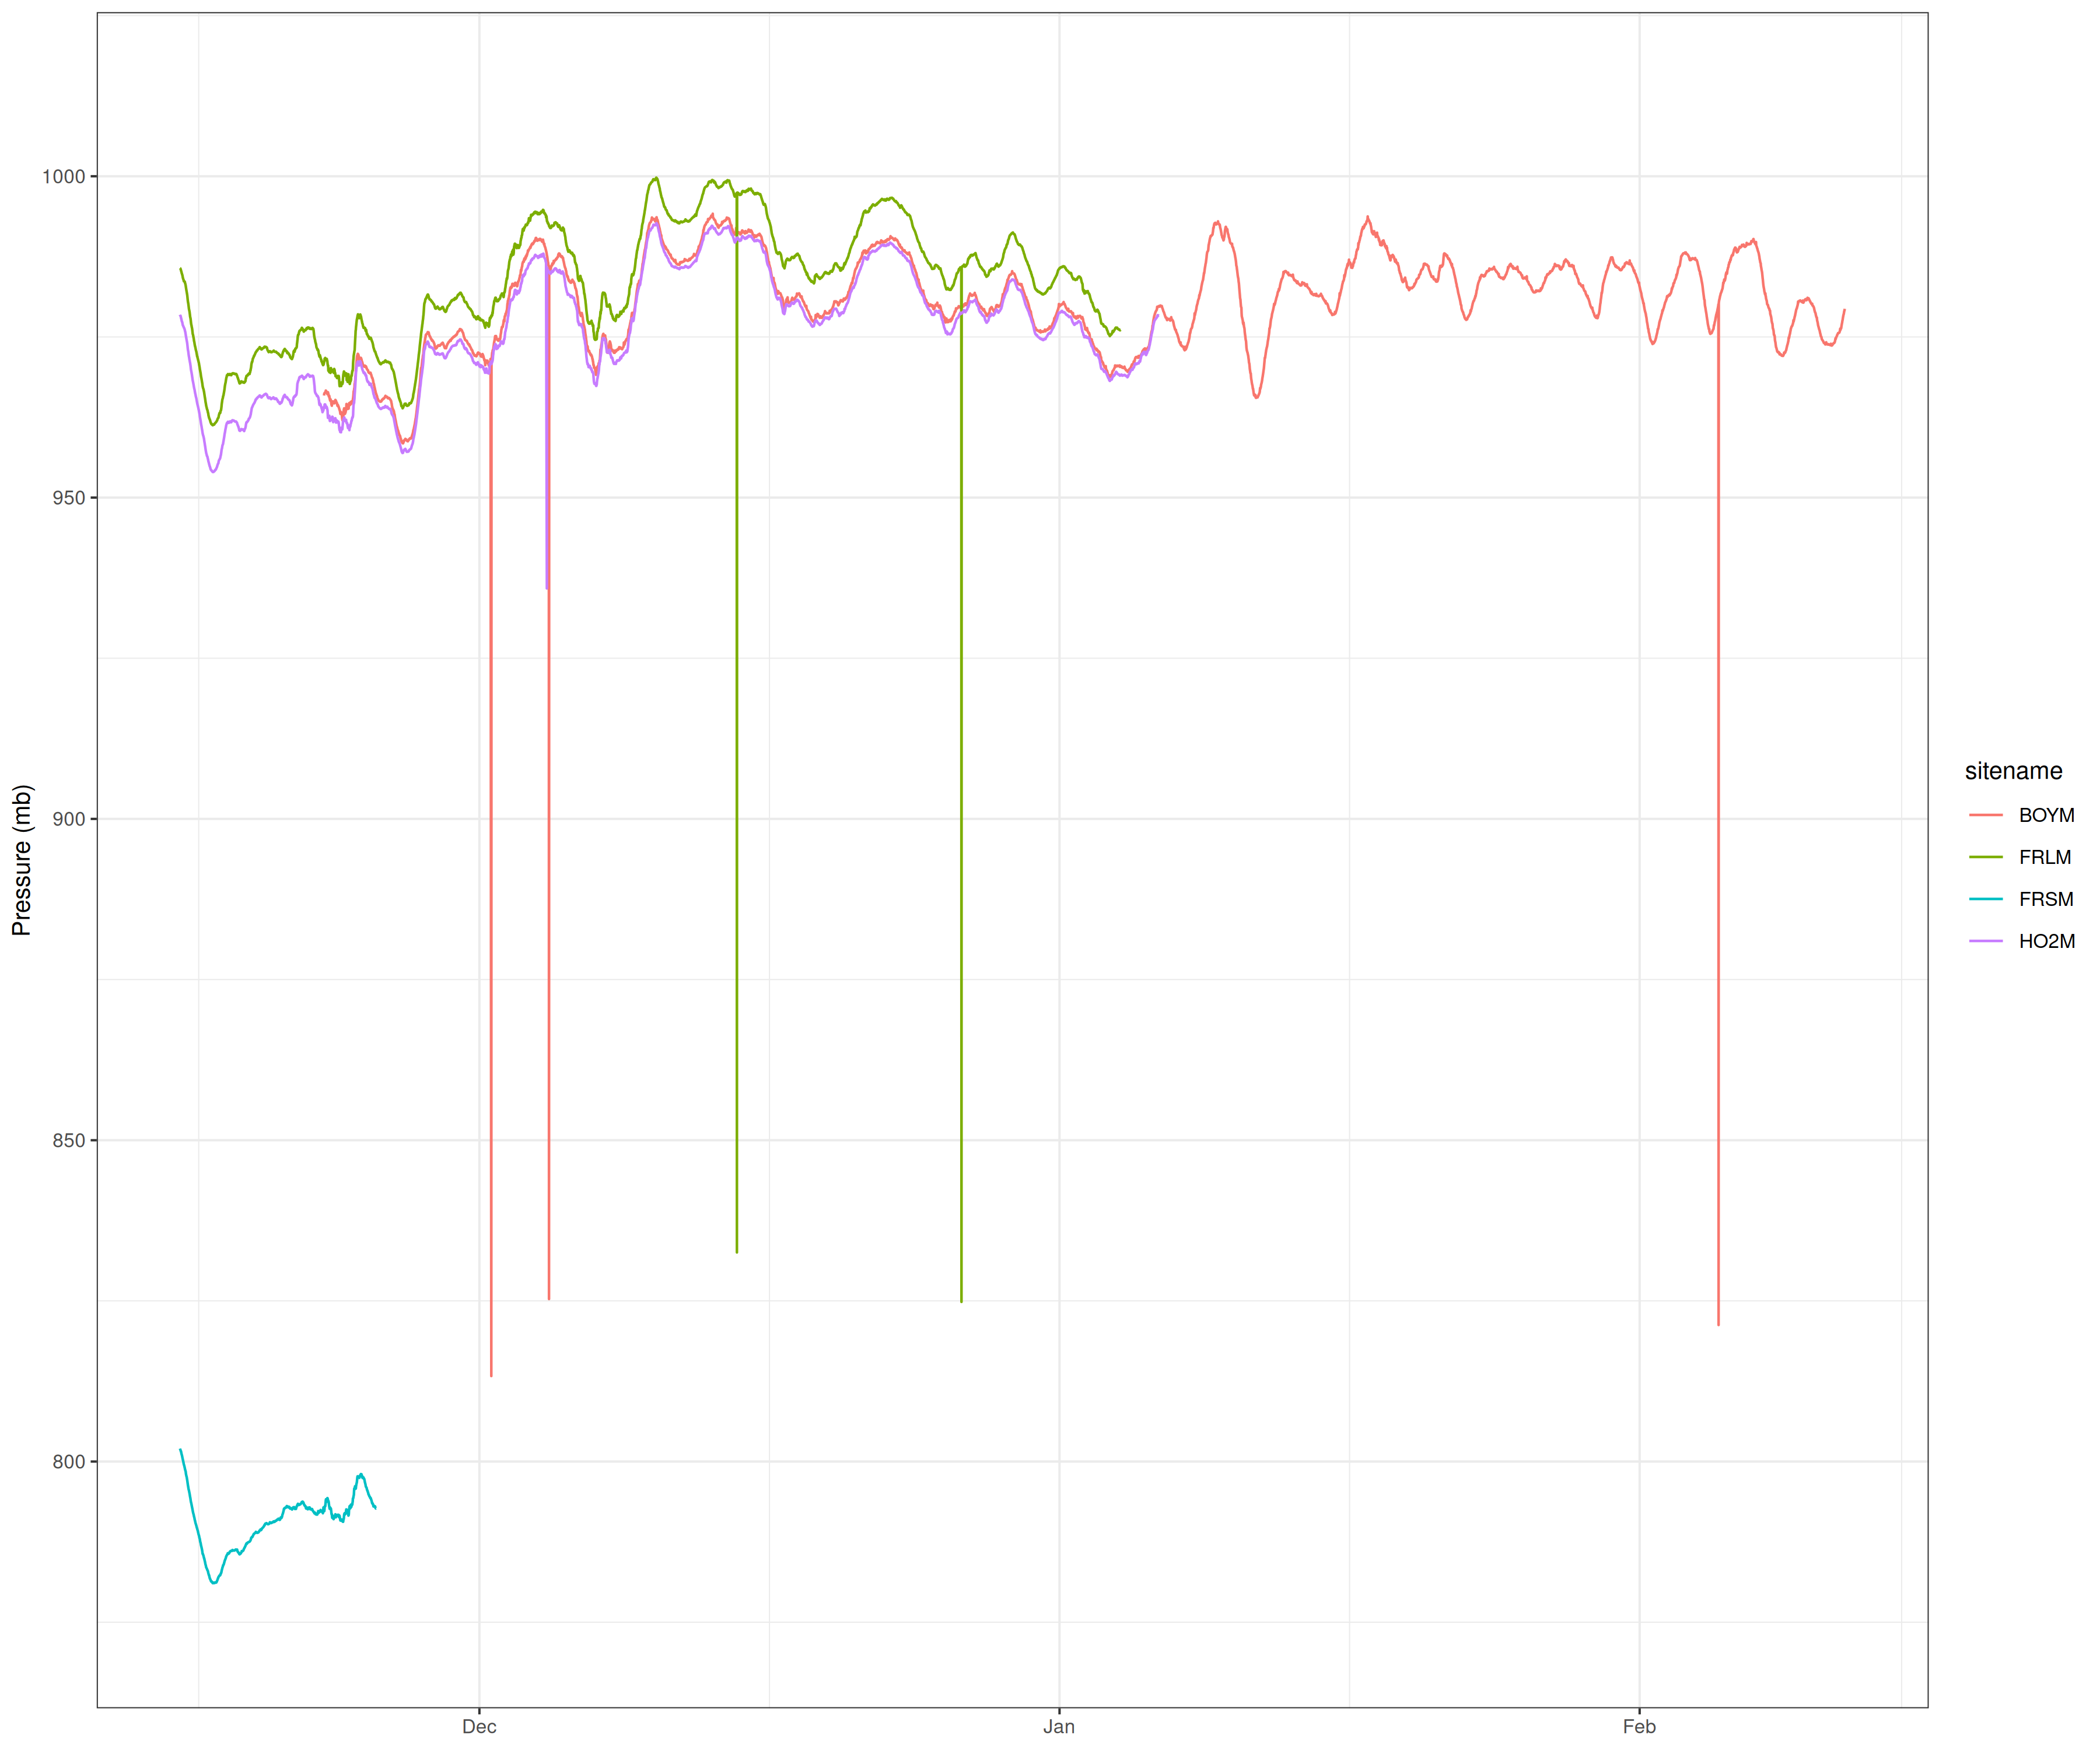 Pressure (mb)
1000
950
900
850
800
Dec
Jan
Feb
sitename
BOYM
FRLM
FRSM
HO2M